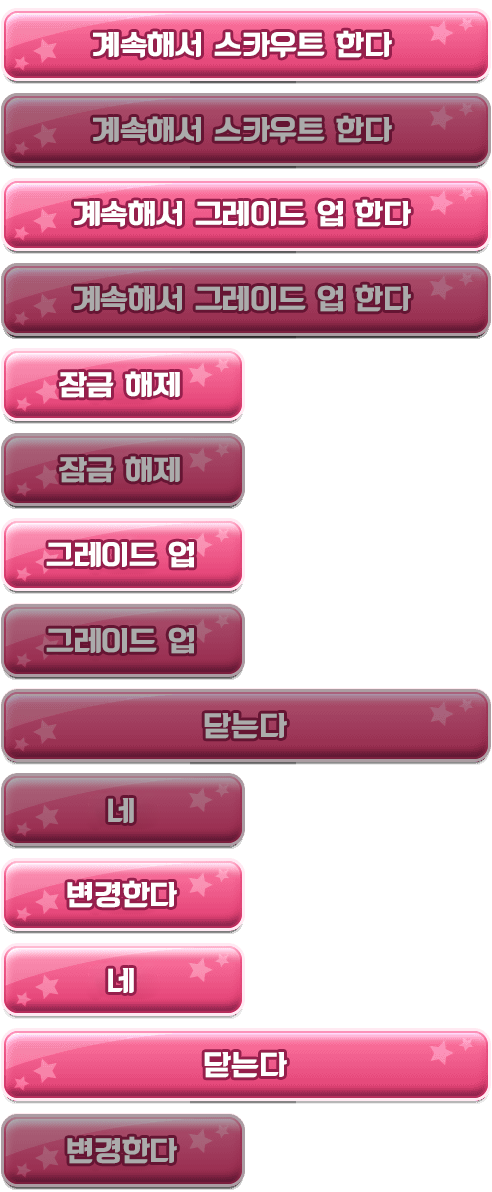 계속해서 스카우트 한다
계속해서 스카우트 한다
계속해서 그레이드 업 한다
계속해서 그레이드 업 한다
잠금 해제
잠금 해제
그레이드 업
그레이드 업
닫는다
네
변경한다
네
닫는다
변경한다